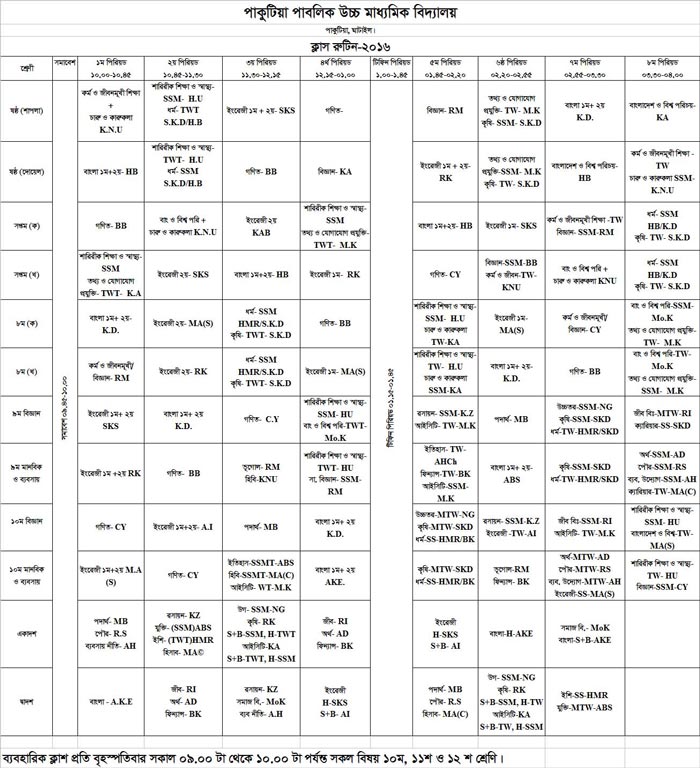 পাকুটিয়া পাবলিক উচ্চ মাধ্যমিক বিদ্যালয়
পাকুটিয়া, ঘাটাইল।
ক্লাস রুটিন-২০১৬
শ্রেণী সমাবেশ ১ম পিরিয়ড ২য় পিরিয়ড ৩য় পিরিয়ড ৪র্থ পিরিয়ড টিফিন পিরিয়ড ৫ম পিরিয়ড ৬ষ্ঠ পিরিয়ড ৭ম পিরিয়ড ৮ম পিরিয়ড
১০.০০-১০.৪৫ ১০.৪৫-১১.৩০ ১১.৩০-১২.১৫ ১২.১৫-০১.০০ ১.০০-১.৪৫ ০১.৪৫-০২.২০ ০২.২০-০২.৫৫ ০২.৫৫-০৩.৩০ ০৩.৩০-০৪.০০
সমাবেশ ০৯.৪৫-১০.০০
টিফিন পিরিয়ড ০১.১৫-০১.৪৫
ষষ্ঠ (শাপলা)
কর্ম ও জীবনমুখী শিক্ষা
+
চারু ও কারুকলা
K.N.U
শারিরীক শিক্ষা ও স্বাস্থ্য-
SSM- H.U
ধর্ম- TWT
S.K.D/H.B
ইংরেজী ১ম + ২য়- SKS
গণিত-
বিজ্ঞান- RM
তথ্য ও যোগাযোগ
প্রযুক্তি- TW- M.K
কৃষি- SSM- S.K.D
বাংলা ১ম+ ২য়
K.D.
বাংলাদেশ ও বিশ্ব পরিচয়-
KA
ষষ্ঠ (দোয়েল)
বাংলা ১ম+২য়- HB
শারিরীক শিক্ষা ও স্বাস্থ্য-
TWT- H.U
ধর্ম- SSM
S.K.D/H.B
গণিত- BB
বিজ্ঞান- KA
ইংরেজী ১ম + ২য়-
RK
তথ্য ও যোগাযোগ
প্রযুক্তি-SSM- M.K
কৃষি- TW- S.K.D
বাংলাদেশ ও বিশ্ব পরিচয়-
HB
কর্ম ও জীবনমুখী শিক্ষা
-TW
চারু ও কারুকলা SSM-
K.N.U
সপ্তম (ক)
গণিত- BB
বাং ও বিশ্ব পরি +
চারু ও কারুকলা K.N.U
ইংরেজী ২য়
KAB
শারিরীক শিক্ষা ও স্বাস্থ্য-
SSM
তথ্য ও যোগাযোগ প্রযুক্তি-
TWT- M.K
বাংলা ১ম+২য়- HB
ইংরেজী ১ম- SKS
কর্ম ও জীবনমুখী শিক্ষা -TW
বিজ্ঞান- SSM-RM
ধর্ম- SSM
HB/K.D
কৃষি- TW- S.K.D
সপ্তম (খ)
শারিরীক শিক্ষা ও স্বাস্থ্য-
SSM
তথ্য ও যোগাযোগ
প্রযুক্তি- TWT- K.A
ইংরেজী ২য়- SKS
বাংলা ১ম+২য়- HB
ইংরেজী ১ম- RK
গণিত- CY
বিজ্ঞান-SSM-BB
কর্ম ও জীবন-TW-
KNU
বাং ও বিশ্ব পরি +
চারু ও কারুকলা KNU
ধর্ম- SSM
HB/K.D
কৃষি- TW- S.K.D
৮ম (ক)
বাংলা ১ম+ ২য়-
K.D.
ইংরেজী ২য়- MA(S)
ধর্ম- SSM
HMR/S.K.D
কৃষি- TWT- S.K.D
গণিত- BB
শারিরীক শিক্ষা ও স্বাস্থ্য-
SSM- H.U
চারু ও কারুকলা
TW-KA
ইংরেজী ১ম-
MA(S)
কর্ম ও জীবনমুখী/
বিজ্ঞান- CY
বাং ও বিশ্ব পরি-SSM-
Mo.K
তথ্য ও যোগাযোগ প্রযুক্তি-
TW- M.K
৮ম (খ)
কর্ম ও জীবনমুখী/
বিজ্ঞান- RM
ইংরেজী ২য়- RK
ধর্ম- SSM
HMR/S.K.D
কৃষি- TWT- S.K.D
ইংরেজী ১ম- MA(S)
শারিরীক শিক্ষা ও স্বাস্থ্য-
TW- H.U
চারু ও কারুকলা
SSM-KA
বাংলা ১ম+ ২য়-
K.D.
গণিত- BB
বাং ও বিশ্ব পরি-TW-
Mo.K
তথ্য ও যোগাযোগ প্রযুক্তি-
SSM- M.K
৯ম বিজ্ঞান
ইংরেজী ১ম+ ২য়
SKS
বাংলা ১ম+ ২য়
K.D.
গণিত- C.Y
শারিরীক শিক্ষা ও স্বাস্থ্য-
SSM- HU
বাং ও বিশ্ব পরি-TWT-
Mo.K
রসায়ন- SSM-K.Z
আইসিটি- TW-M.K
পদার্থ- MB
উচ্চতর-SSM-NG
কৃষি-SSM-SKD
ধর্ম-TW-HMR/SKD
জীব বিঃ-MTW-RI
ক্যারিয়ার-SS-SKD
৯ম মানবিক
ও ব্যবসায়
ইংরেজী ১ম +২য় RK
গণিত- BB
ভূগোল- RM
হিবি-KNU
শারিরীক শিক্ষা ও স্বাস্থ্য-
TWT- HU
সা, বিজ্ঞান- SSM-
RM
ইতিহাস- TW-
AHCh
ফিন্যান্স-TW-BK
আইসিটি- SSM-
M.K
বাংলা ১ম+ ২য়-
ABS
কৃষি-SSM-SKD
ধর্ম-TW-HMR/SKD
অর্থ-SSM-AD
পৌর-SSM-RS
ব্যব, উদ্যোগ-SSM-AH
ক্যারিয়ার-TW-MA(C)
১০ম বিজ্ঞান
গণিত- CY
ইংরেজী ১ম+২য়- A.I
পদার্থ- MB
বাংলা ১ম+ ২য়
K.D.
উচ্চতর-MTW-NG
কৃষি-MTW-SKD
ধর্ম-SS-HMR/BK
রসায়ন- SSM-K.Z
ইংরেজী- TW-AI
জীব বিঃ-SSM-RI
আইসিটি- TW-M.K
শারিরীক শিক্ষা ও স্বাস্থ্য-
SSM- HU
বাংলাদেশ ও বিশ্ব-TW-
MA(S)
১০ম মানবিক
ও ব্যবসায়
ইংরেজী ১ম+২য় M.A
(S)
গণিত- CY
ইতিহাস-SSMT-ABS
হিবি-SSMT-MA(C)
আইসিটি- WT-M.K
বাংলা ১ম+ ২য়
AKE.
কৃষি-MTW-SKD
ধর্ম-SS-HMR/BK
ভূগোল-RM
ফিন্যান্স- BK
অর্থ-MTW-AD
পৌর-MTW-RS
ব্যব, উদ্যোগ-MTW-AH
ইংরেজী-SS-MA(S)
শারিরীক শিক্ষা ও স্বাস্থ্য-
TW- HU
বিজ্ঞান-SSM-CY
একাদশ
পদার্থ- MB
পৌর- R.S
ব্যবসায় নীতি- AH
রসায়ন- KZ
যুক্তি- (SSM)ABS
ইশি- (TWT)HMR
হিসাব- MA©
উগ- SSM-NG
কৃষি- RK
S+B-SSM, H-TWT
আইসিটি-KA
S+B-TWT, H-SSM
জীব- RI
অর্থ- AD
ফিন্যান্স- BK
ইংরেজী
H-SKS
S+B- AI
বাংলা-H-AKE
সমাজ বি,- MoK
বাংলা-S+B-AKE
দ্বাদশ
বাংলা - A.K.E
জীব- RI
অর্থ- AD
ফিন্যান্স- BK
রসায়ন- KZ
সমাজ বি,- MoK
ব্যব নীতি- A.H
ইংরেজী
H-SKS
S+B- AI
পদার্থ- MB
পৌর- R.S
হিসাব- MA(C)
উগ- SSM-NG
কৃষি- RK
S+B-SSM, H-TW
আইসিটি-KA
S+B-TW, H-SSM
ইশি-SS-HMR
যুক্তি-MTW-ABS
ব্যবহারিক ক্লাশ প্রতি বৃহস্পতিবার সকাল ০৯.০০ টা থেকে ১০.০০ টা পর্যন্ত সকল বিষয় ১০ম, ১১শ ও ১২ শ শ্রেণি।